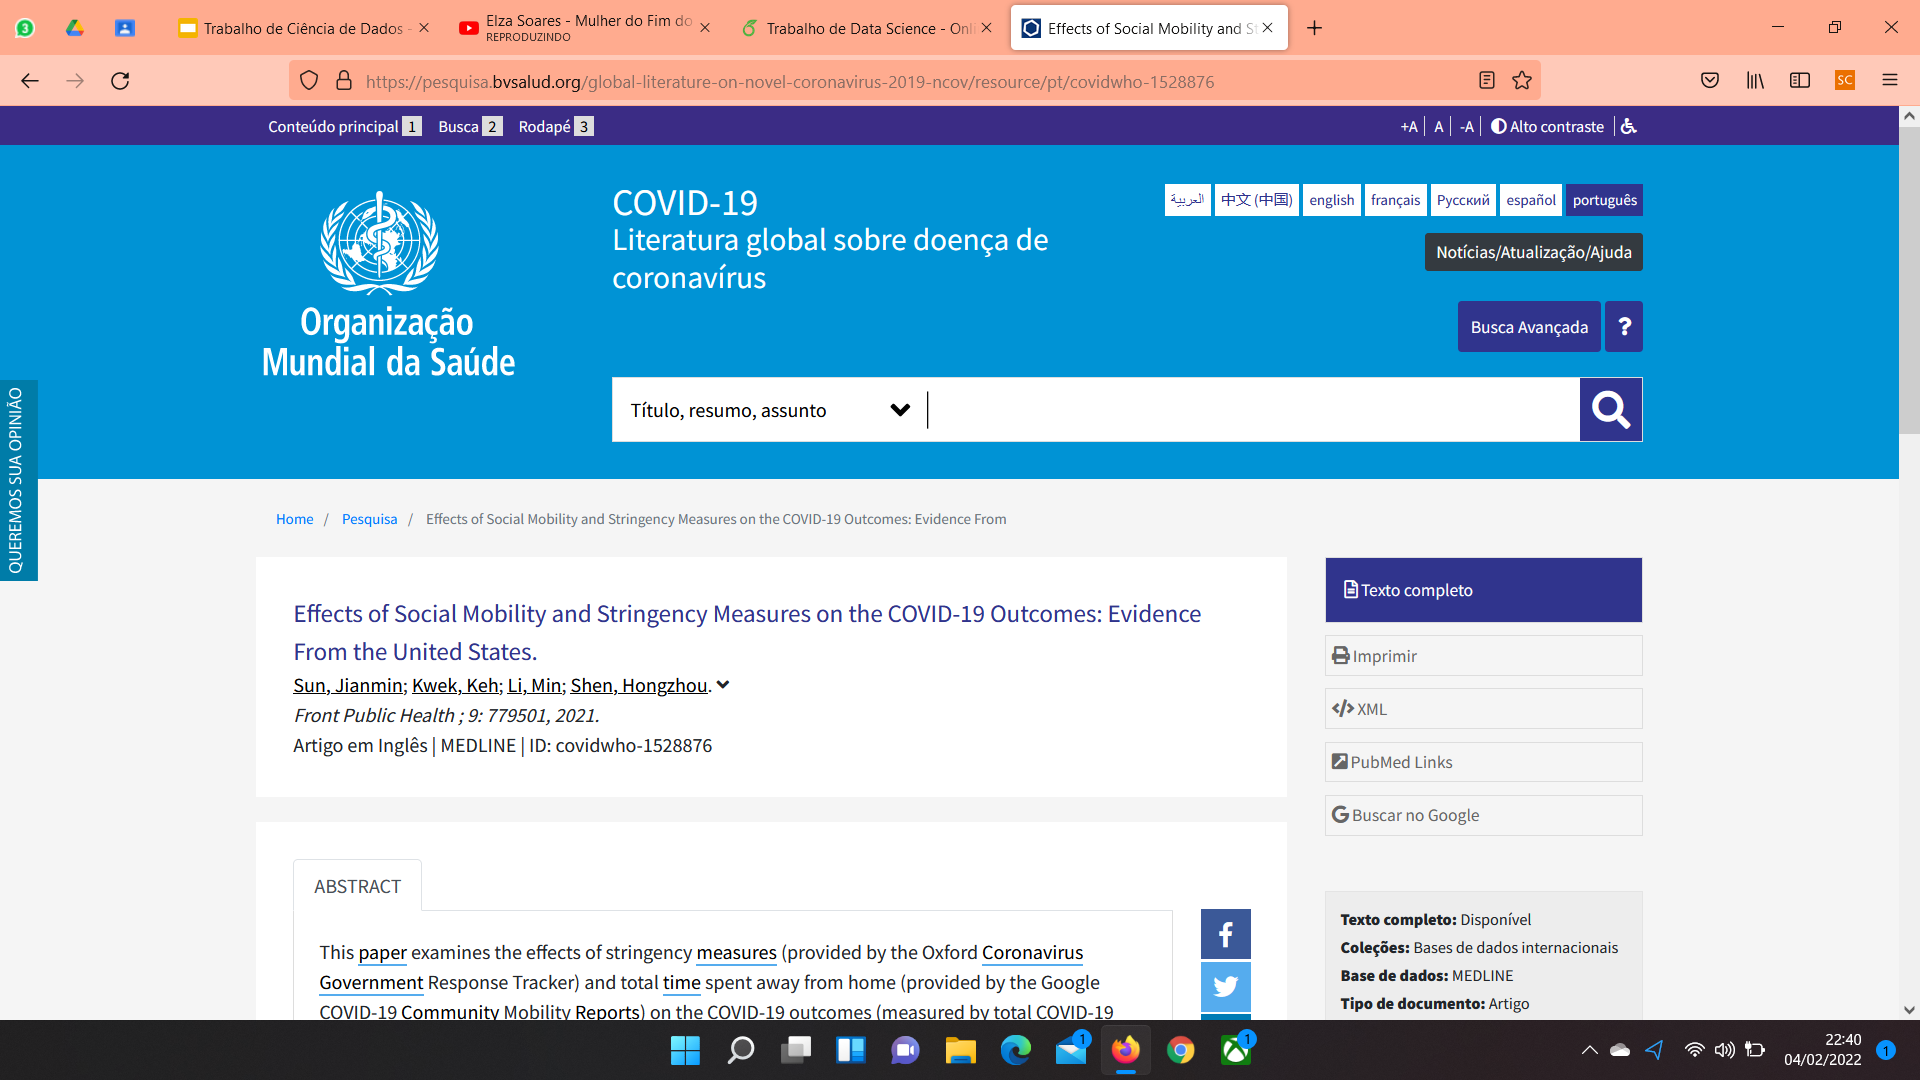 3
Trabalho de Ciência de Dados -
Elza Soares - Mulher do Fim do
REPRODUZINDO
Trabalho de Data Science - Onli
Effects of Social Mobility and St
https://pesquisa.bvsalud.org/global-literature-on-novel-coronavirus-2019-ncov/resource/pt/covidwho-1528876
SC
Conteúdo principal 1 Busca 2 Rodapé 3
+A A -A Alto contraste
Organização
Mundial da Saúde
COVID-19
Literatura global sobre doença de
coronavírus
العربية 中文 (中国) english français Русский español português
Notícias/Atualização/Ajuda
Busca Avançada ?
Título, resumo, assunto
QUEREMOS SUA OPINIÃO
Home / Pesquisa / Effects of Social Mobility and Stringency Measures on the COVID-19 Outcomes: Evidence From
Effects of Social Mobility and Stringency Measures on the COVID-19 Outcomes: Evidence
From the United States.
Sun, Jianmin; Kwek, Keh; Li, Min; Shen, Hongzhou.
Front Public Health ; 9: 779501, 2021.
Artigo em Inglês | MEDLINE | ID: covidwho-1528876
Texto completo
Imprimir
XML
PubMed Links
Buscar no Google
ABSTRACT
This paper examines the effects of stringency measures (provided by the Oxford Coronavirus
Government Response Tracker) and total time spent away from home (provided by the Google
COVID-19 Community Mobility Reports) on the COVID-19 outcomes (measured by total COVID-19
Texto completo: Disponível
Coleções: Bases de dados internacionais
Base de dados: MEDLINE
Tipo de documento: Artigo
1
1
22:40
04/02/2022
1